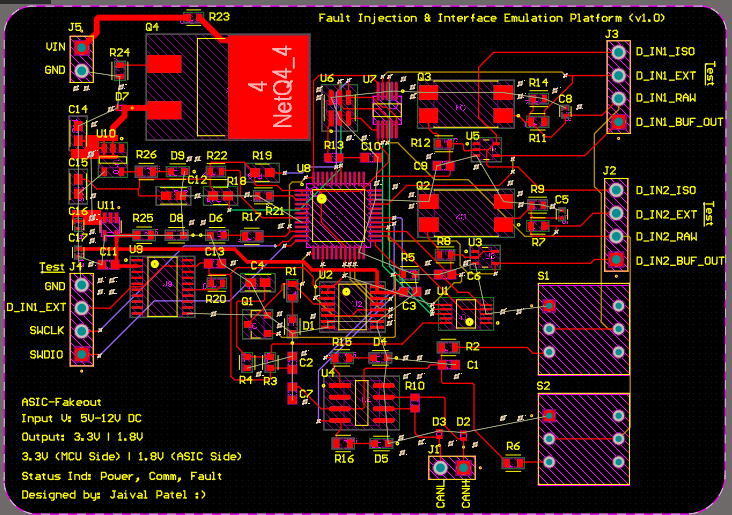 Fault Injection & Interface Emulation Platform (v1.0)
J5
VIN
GND
R23
Q4
R24
4
NetQ4_4
D7
C14
U10
C15
R26
D9
R22
R19
C12
R18
C16
U11
C17
R25
D8
D6
R17
R21
C11
U9
C13
R20
C4
Q1
R1
D1
U6
U7
R13
C10
U8
Q3
R14
C8
R11
R12
U5
C9
Q2
R9
C5
R7
R8
U3
C6
R5
C3
U1
U2
J3
D_IN1_ISO
D_IN1_EXT
D_IN1_RAW
D_IN1_BUF_OUT
Test
J2
D_IN2_ISO
D_IN2_EXT
D_IN2_RAW
D_IN2_BUF_OUT
Test
Test
J4
GND
D_IN1_EXT
SWCLK
SWDIO
R4
R3
C2
C7
R15
D4
U4
R10
R16
D5
R2
C1
D3
D2
J1
CANL
CANH
R6
S1
S2
ASIC-Fakeout
Input V: 5V-12V DC
Output: 3.3V | 1.8V
3.3V (MCU Side) | 1.8V (ASIC Side)
Status Ind: Power, Comm, Fault
Designed by: Jaival Patel :)